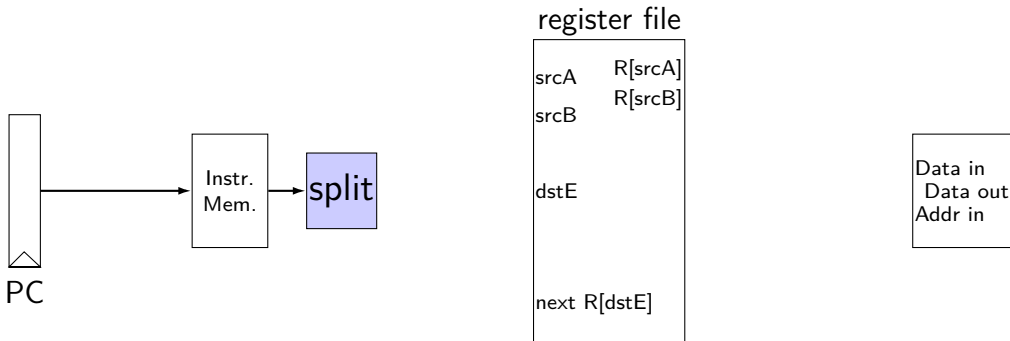 register file
srcA
R[srcA]
R[srcB]
srcB
Instr.
Mem.
split
dstE
Data in
Data out
Addr in
PC
next R[dstE]